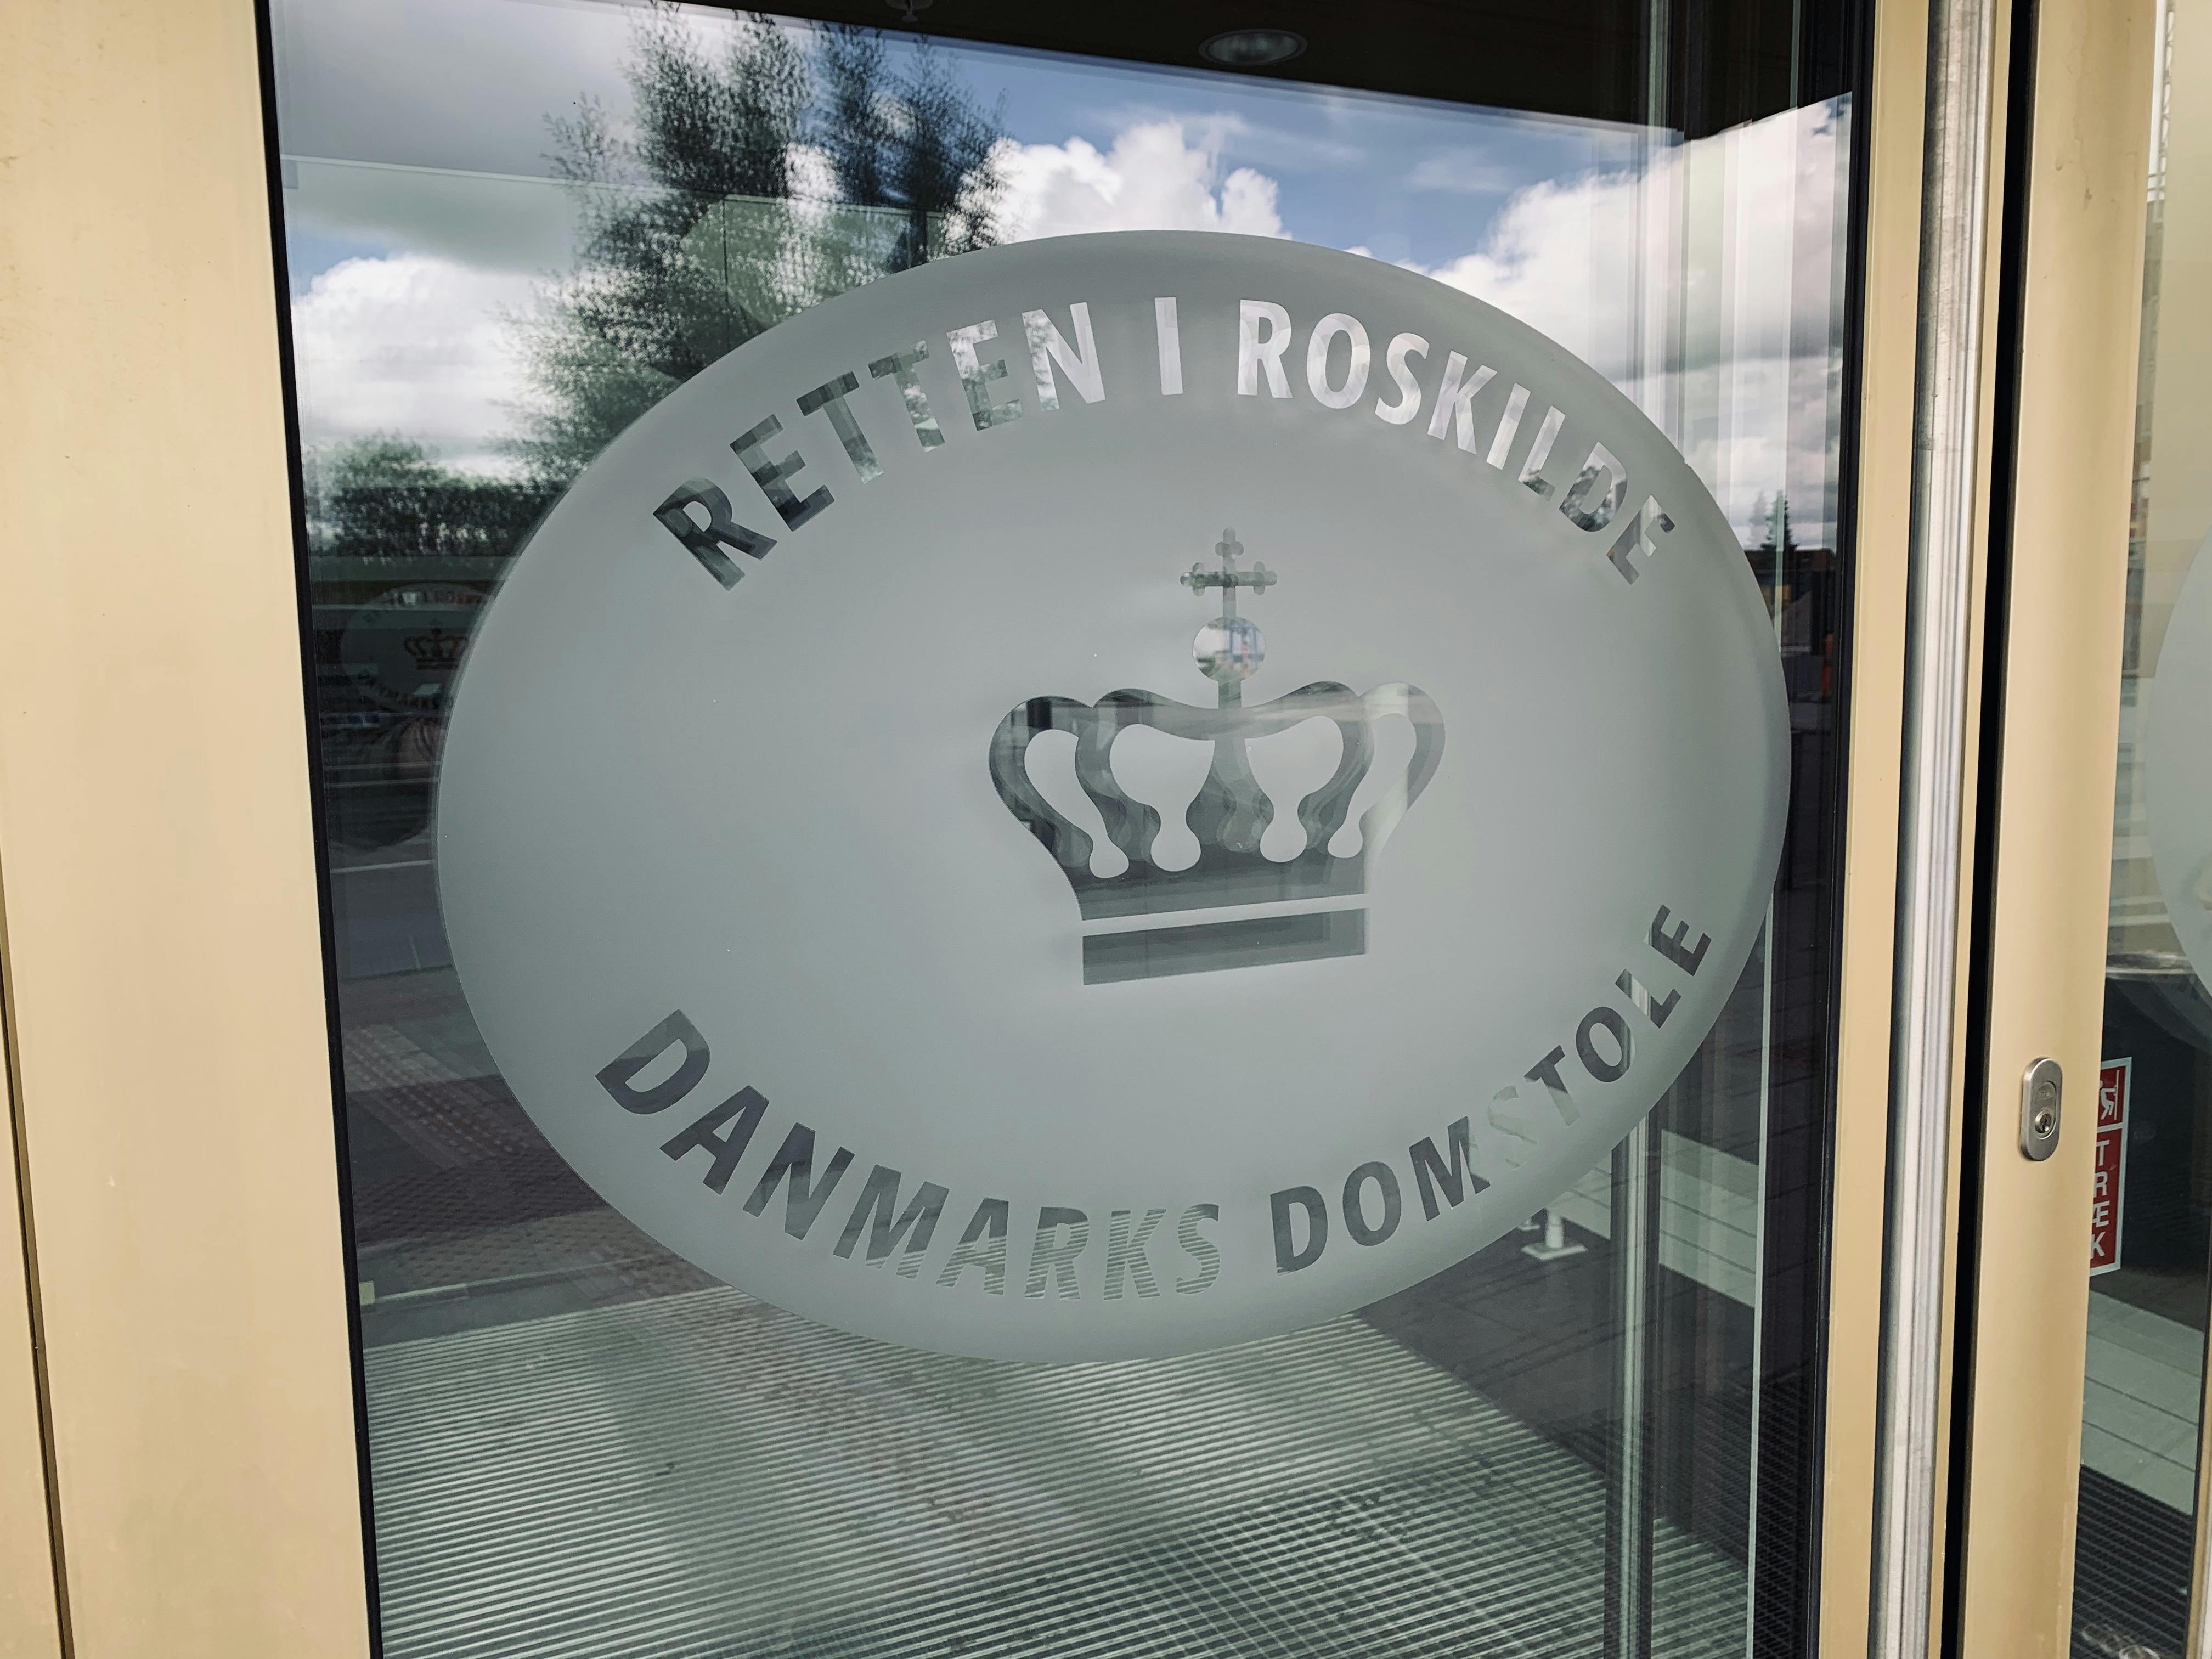 RETTEN I ROSKILDE
DANMARKS DOMSTOLE
TRÆK